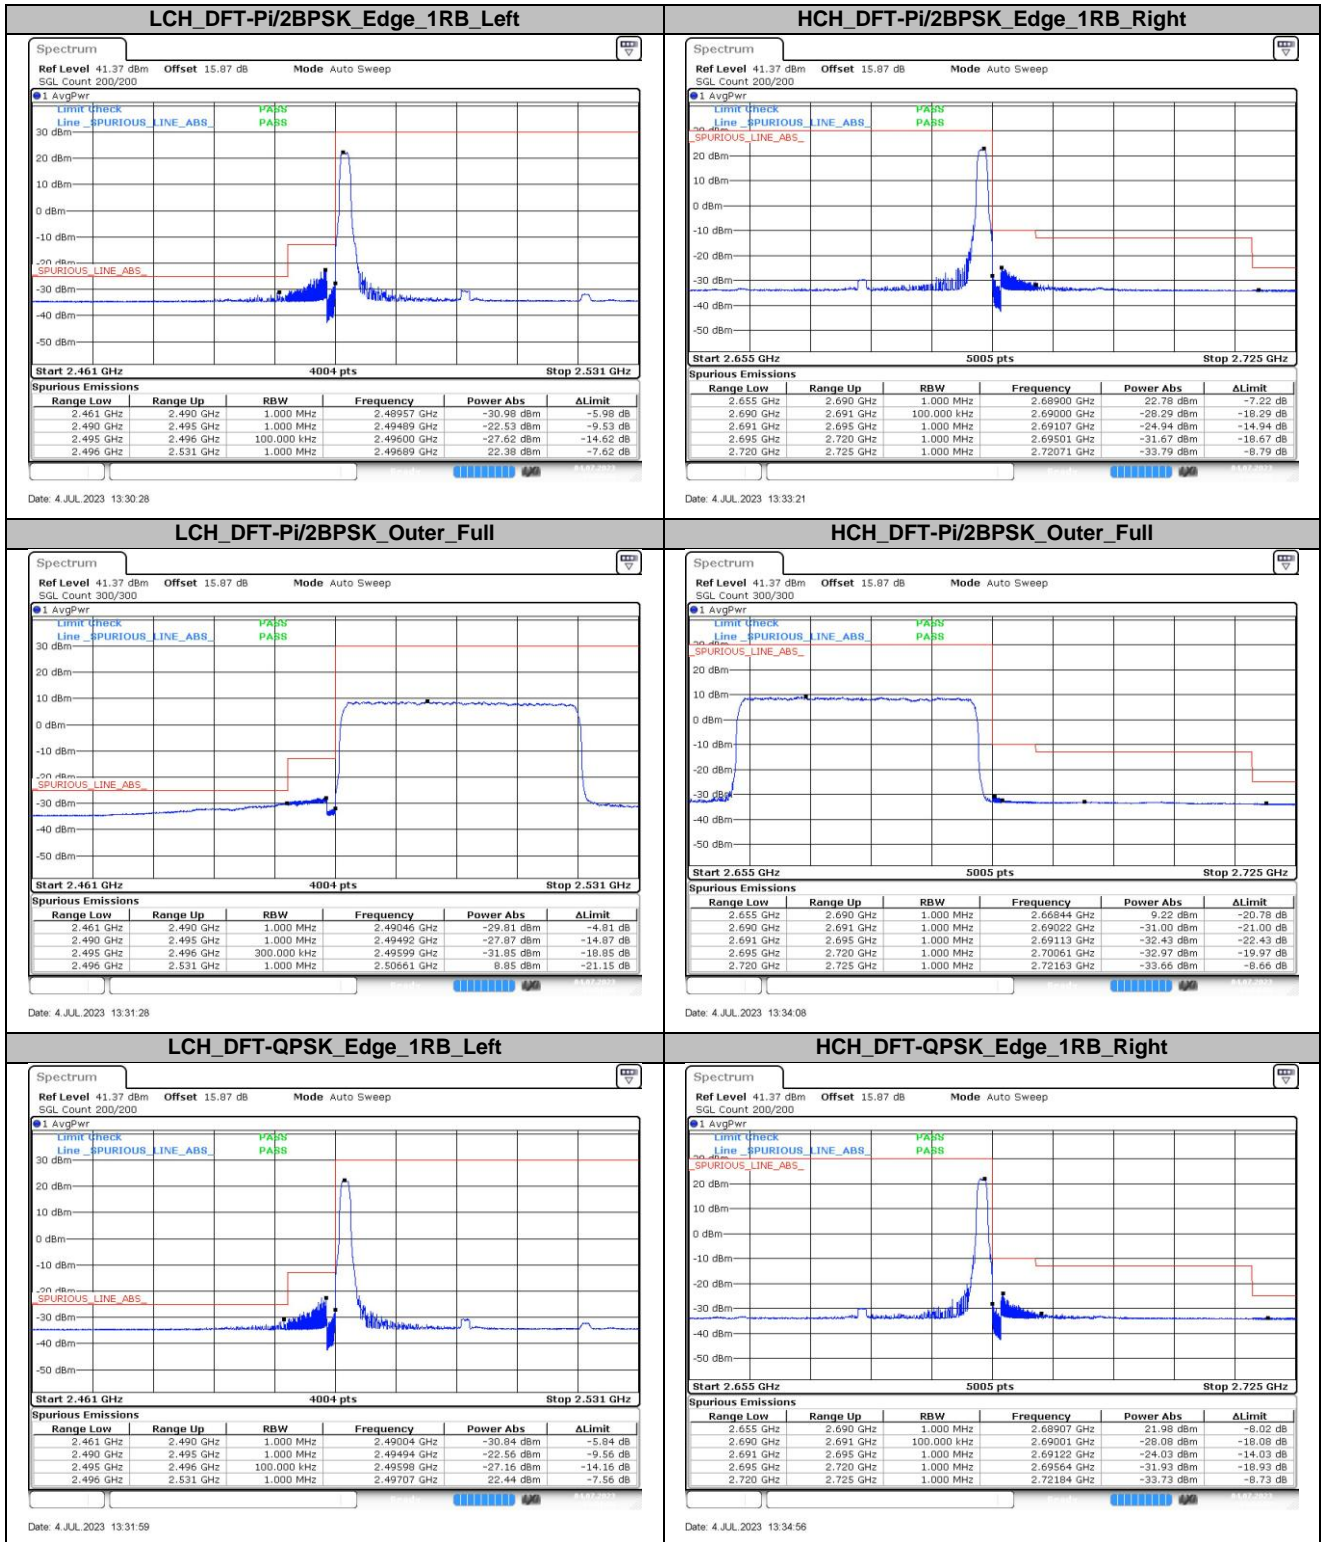 LCH_DFT-Pi/2BPSK_Edge_1RB_Left
Spectrum
Ref Level 41.37 dBm Offset 15.87 dB Mode Auto Sweep
SGL Count 200/200
1 AvgPwr
Limit Check PASS
Line _SPURIOUS_LINE_ABS_ PASS
30 dBm
20 dBm
10 dBm
0 dBm
-10 dBm
-20 dBm
_SPURIOUS_LINE_ABS_
-30 dBm
-40 dBm
-50 dBm
Start 2.461 GHz 4004 pts Stop 2.531 GHz
Spurious Emissions
Range Low Range Up RBW Frequency Power Abs ΔLimit
2.461 GHz 2.490 GHz 1.000 MHz 2.48957 GHz -30.98 dBm -5.98 dB
2.490 GHz 2.495 GHz 1.000 MHz 2.49489 GHz -22.53 dBm -9.53 dB
2.495 GHz 2.496 GHz 100.000 kHz 2.49600 GHz -27.62 dBm -14.62 dB
2.496 GHz 2.531 GHz 1.000 MHz 2.49689 GHz 22.38 dBm -7.62 dB
Date: 4.JUL.2023 13:30:28
HCH_DFT-Pi/2BPSK_Edge_1RB_Right
Spectrum
Ref Level 41.37 dBm Offset 15.87 dB Mode Auto Sweep
SGL Count 200/200
1 AvgPwr
Limit Check PASS
Line _SPURIOUS_LINE_ABS_ PASS
_SPURIOUS_LINE_ABS_
20 dBm
10 dBm
0 dBm
-10 dBm
-20 dBm
-30 dBm
-40 dBm
-50 dBm
Start 2.655 GHz 5005 pts Stop 2.725 GHz
Spurious Emissions
Range Low Range Up RBW Frequency Power Abs ΔLimit
2.655 GHz 2.690 GHz 1.000 MHz 2.68900 GHz 22.78 dBm -7.22 dB
2.690 GHz 2.691 GHz 100.000 kHz 2.69000 GHz -28.29 dBm -18.29 dB
2.691 GHz 2.695 GHz 1.000 MHz 2.69107 GHz -24.94 dBm -14.94 dB
2.695 GHz 2.720 GHz 1.000 MHz 2.69501 GHz -31.67 dBm -18.67 dB
2.720 GHz 2.725 GHz 1.000 MHz 2.72071 GHz -33.79 dBm -8.79 dB
Date: 4.JUL.2023 13:33:21
LCH_DFT-Pi/2BPSK_Outer_Full
Spectrum
Ref Level 41.37 dBm Offset 15.87 dB Mode Auto Sweep
SGL Count 300/300
1 AvgPwr
Limit Check PASS
Line _SPURIOUS_LINE_ABS_ PASS
30 dBm
20 dBm
10 dBm
0 dBm
-10 dBm
-20 dBm
_SPURIOUS_LINE_ABS_
-30 dBm
-40 dBm
-50 dBm
Start 2.461 GHz 4004 pts Stop 2.531 GHz
Spurious Emissions
Range Low Range Up RBW Frequency Power Abs ΔLimit
2.461 GHz 2.490 GHz 1.000 MHz 2.49046 GHz -29.81 dBm -4.81 dB
2.490 GHz 2.495 GHz 1.000 MHz 2.49492 GHz -27.87 dBm -14.87 dB
2.495 GHz 2.496 GHz 300.000 kHz 2.49599 GHz -31.85 dBm -18.85 dB
2.496 GHz 2.531 GHz 1.000 MHz 2.50661 GHz 8.85 dBm -21.15 dB
Date: 4.JUL.2023 13:31:28
HCH_DFT-Pi/2BPSK_Outer_Full
Spectrum
Ref Level 41.37 dBm Offset 15.87 dB Mode Auto Sweep
SGL Count 300/300
1 AvgPwr
Limit Check PASS
Line _SPURIOUS_LINE_ABS_ PASS
_SPURIOUS_LINE_ABS_
20 dBm
10 dBm
0 dBm
-10 dBm
-20 dBm
-30 dBm
-40 dBm
-50 dBm
Start 2.655 GHz 5005 pts Stop 2.725 GHz
Spurious Emissions
Range Low Range Up RBW Frequency Power Abs ΔLimit
2.655 GHz 2.690 GHz 1.000 MHz 2.66844 GHz 9.22 dBm -20.78 dB
2.690 GHz 2.691 GHz 1.000 MHz 2.69022 GHz -31.00 dBm -21.00 dB
2.691 GHz 2.695 GHz 1.000 MHz 2.69113 GHz -32.43 dBm -22.43 dB
2.695 GHz 2.720 GHz 1.000 MHz 2.70061 GHz -32.97 dBm -19.97 dB
2.720 GHz 2.725 GHz 1.000 MHz 2.72163 GHz -33.66 dBm -8.66 dB
Date: 4.JUL.2023 13:34:08
LCH_DFT-QPSK_Edge_1RB_Left
Spectrum
Ref Level 41.37 dBm Offset 15.87 dB Mode Auto Sweep
SGL Count 200/200
1 AvgPwr
Limit Check PASS
Line _SPURIOUS_LINE_ABS_ PASS
30 dBm
20 dBm
10 dBm
0 dBm
-10 dBm
-20 dBm
_SPURIOUS_LINE_ABS_
-30 dBm
-40 dBm
-50 dBm
Start 2.461 GHz 4004 pts Stop 2.531 GHz
Spurious Emissions
Range Low Range Up RBW Frequency Power Abs ΔLimit
2.461 GHz 2.490 GHz 1.000 MHz 2.49004 GHz -30.84 dBm -5.84 dB
2.490 GHz 2.495 GHz 1.000 MHz 2.49494 GHz -22.56 dBm -9.56 dB
2.495 GHz 2.496 GHz 100.000 kHz 2.49598 GHz -27.16 dBm -14.16 dB
2.496 GHz 2.531 GHz 1.000 MHz 2.49707 GHz 22.44 dBm -7.56 dB
Date: 4.JUL.2023 13:31:59
HCH_DFT-QPSK_Edge_1RB_Right
Spectrum
Ref Level 41.37 dBm Offset 15.87 dB Mode Auto Sweep
SGL Count 200/200
1 AvgPwr
Limit Check PASS
Line _SPURIOUS_LINE_ABS_ PASS
_SPURIOUS_LINE_ABS_
20 dBm
10 dBm
0 dBm
-10 dBm
-20 dBm
-30 dBm
-40 dBm
-50 dBm
Start 2.655 GHz 5005 pts Stop 2.725 GHz
Spurious Emissions
Range Low Range Up RBW Frequency Power Abs ΔLimit
2.655 GHz 2.690 GHz 1.000 MHz 2.68907 GHz 21.98 dBm -8.02 dB
2.690 GHz 2.691 GHz 100.000 kHz 2.69001 GHz -28.08 dBm -18.08 dB
2.691 GHz 2.695 GHz 1.000 MHz 2.69122 GHz -24.03 dBm -14.03 dB
2.695 GHz 2.720 GHz 1.000 MHz 2.69564 GHz -31.93 dBm -18.93 dB
2.720 GHz 2.725 GHz 1.000 MHz 2.72184 GHz -33.73 dBm -8.73 dB
Date: 4.JUL.2023 13:34:56